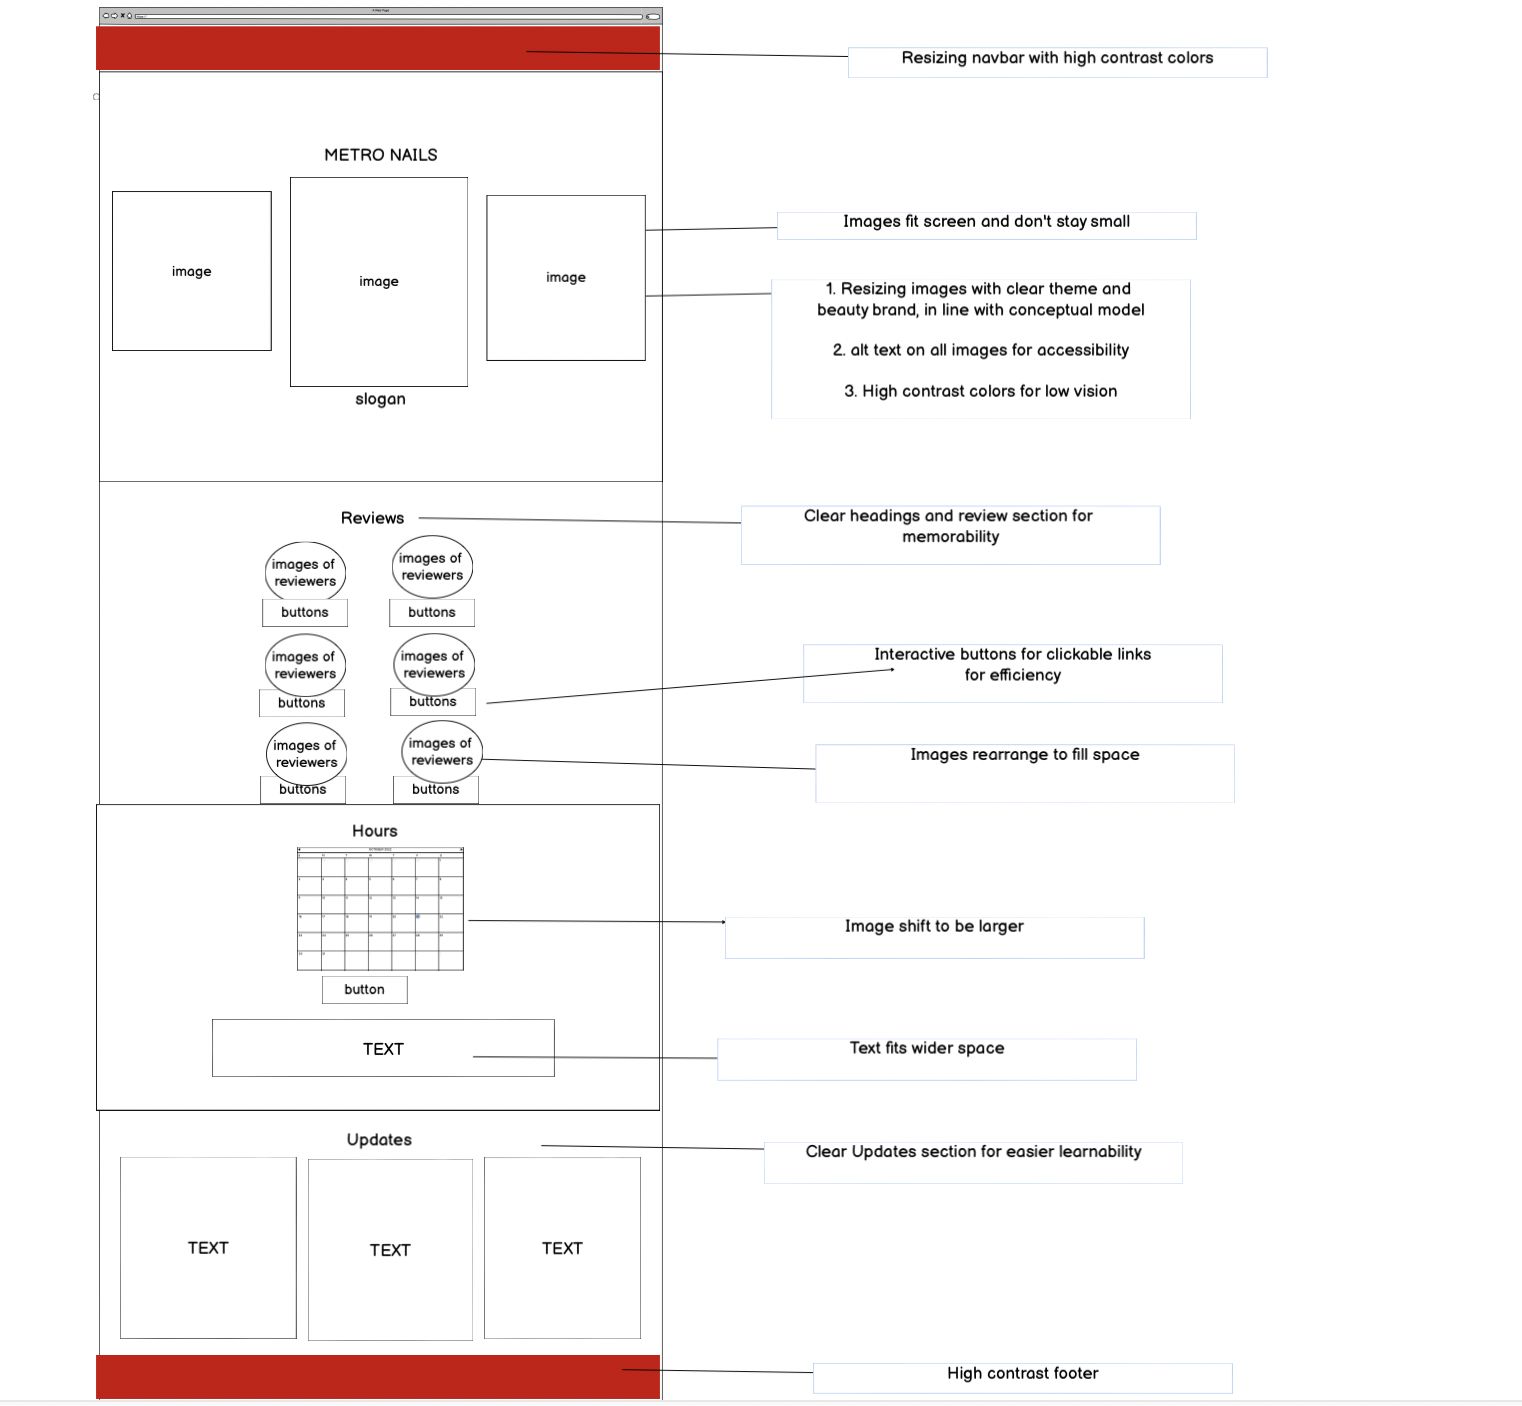 A Web Page
Resizing navbar with high contrast colors
METRO NAILS
image
image
image
slogan
Images fit screen and don't stay small
1. Resizing images with clear theme and
beauty brand, in line with conceptual model
2. alt text on all images for accessibility
3. High contrast colors for low vision
Reviews
Clear headings and review section for
memorability
images of
reviewers
images of
reviewers
buttons
buttons
images of
reviewers
images of
reviewers
buttons
buttons
Interactive buttons for clickable links
for efficiency
images of
reviewers
images of
reviewers
buttons
buttons
Images rearrange to fill space
Hours
button
Image shift to be larger
TEXT
Text fits wider space
Updates
Clear Updates section for easier learnability
TEXT
TEXT
TEXT
High contrast footer